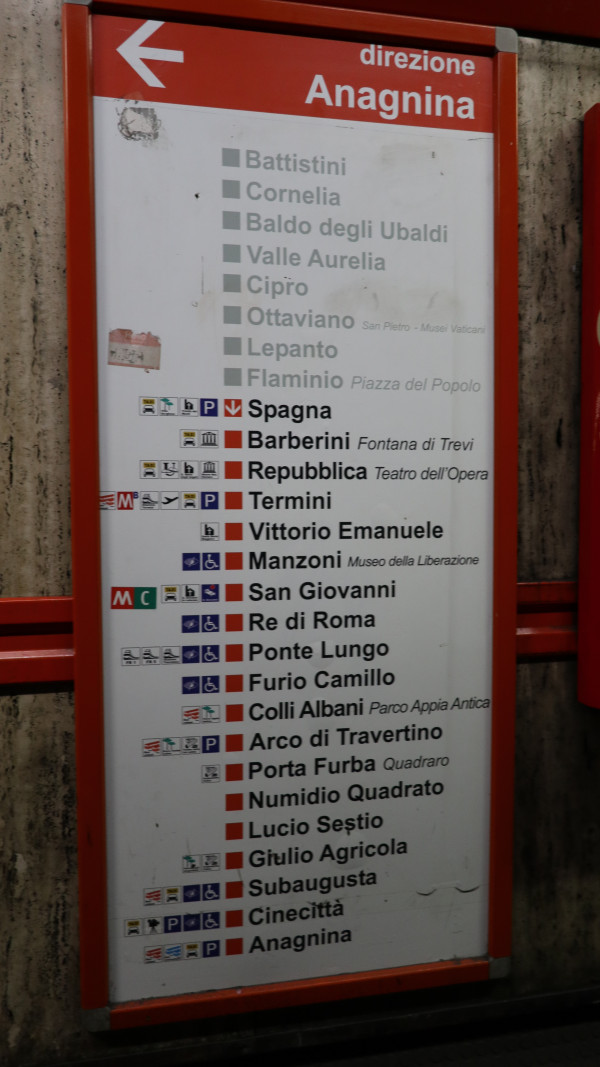 direzione
Anagnina
Battistini
Cornelia
Baldo degli Ubaldi
Valle Aurelia
Cipro
Ottaviano San Pietro - Musei Vaticani
Lepanto
Flaminio Piazza del Popolo
P Spagna
Barberini Fontana di Trevi
Repubblica Teatro dell'Opera
M B P Termini
Vittorio Emanuele
Manzoni Museo della Liberazione
M C San Giovanni
Re di Roma
Ponte Lungo
Furio Camillo
Colli Albani Parco Appia Antica
P Arco di Travertino
Porta Furba Quadraro
Numidio Quadrato
Lucio Sestio
Giulio Agricola
Subaugusta
P Cinecittà
P Anagnina